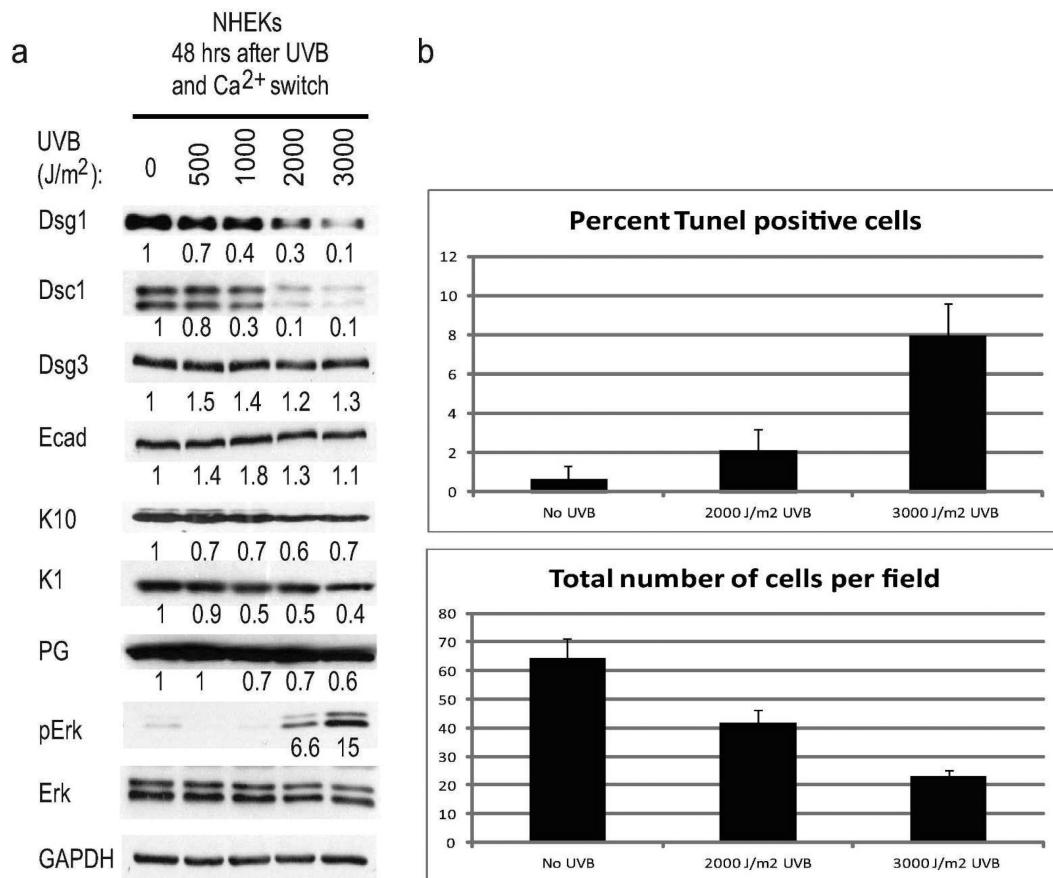 a
NHEKs
48 hrs after UVB
and Ca2+ switch
UVB
(J/m2):
0 500 1000 2000 3000
Dsg1
1 0.7 0.4 0.3 0.1
Dsc1
1 0.8 0.3 0.1 0.1
Dsg3
1 1.5 1.4 1.2 1.3
Ecad
1 1.4 1.8 1.3 1.1
K10
1 0.7 0.7 0.6 0.7
K1
1 0.9 0.5 0.5 0.4
PG
1 1 0.7 0.7 0.6
pErk
6.6 15
Erk
GAPDH
b
Percent Tunel positive cells
12
10
8
6
4
2
0
No UVB 2000 J/m2 UVB 3000 J/m2 UVB
Total number of cells per field
80
70
60
50
40
30
20
10
0
No UVB 2000 J/m2 UVB 3000 J/m2 UVB